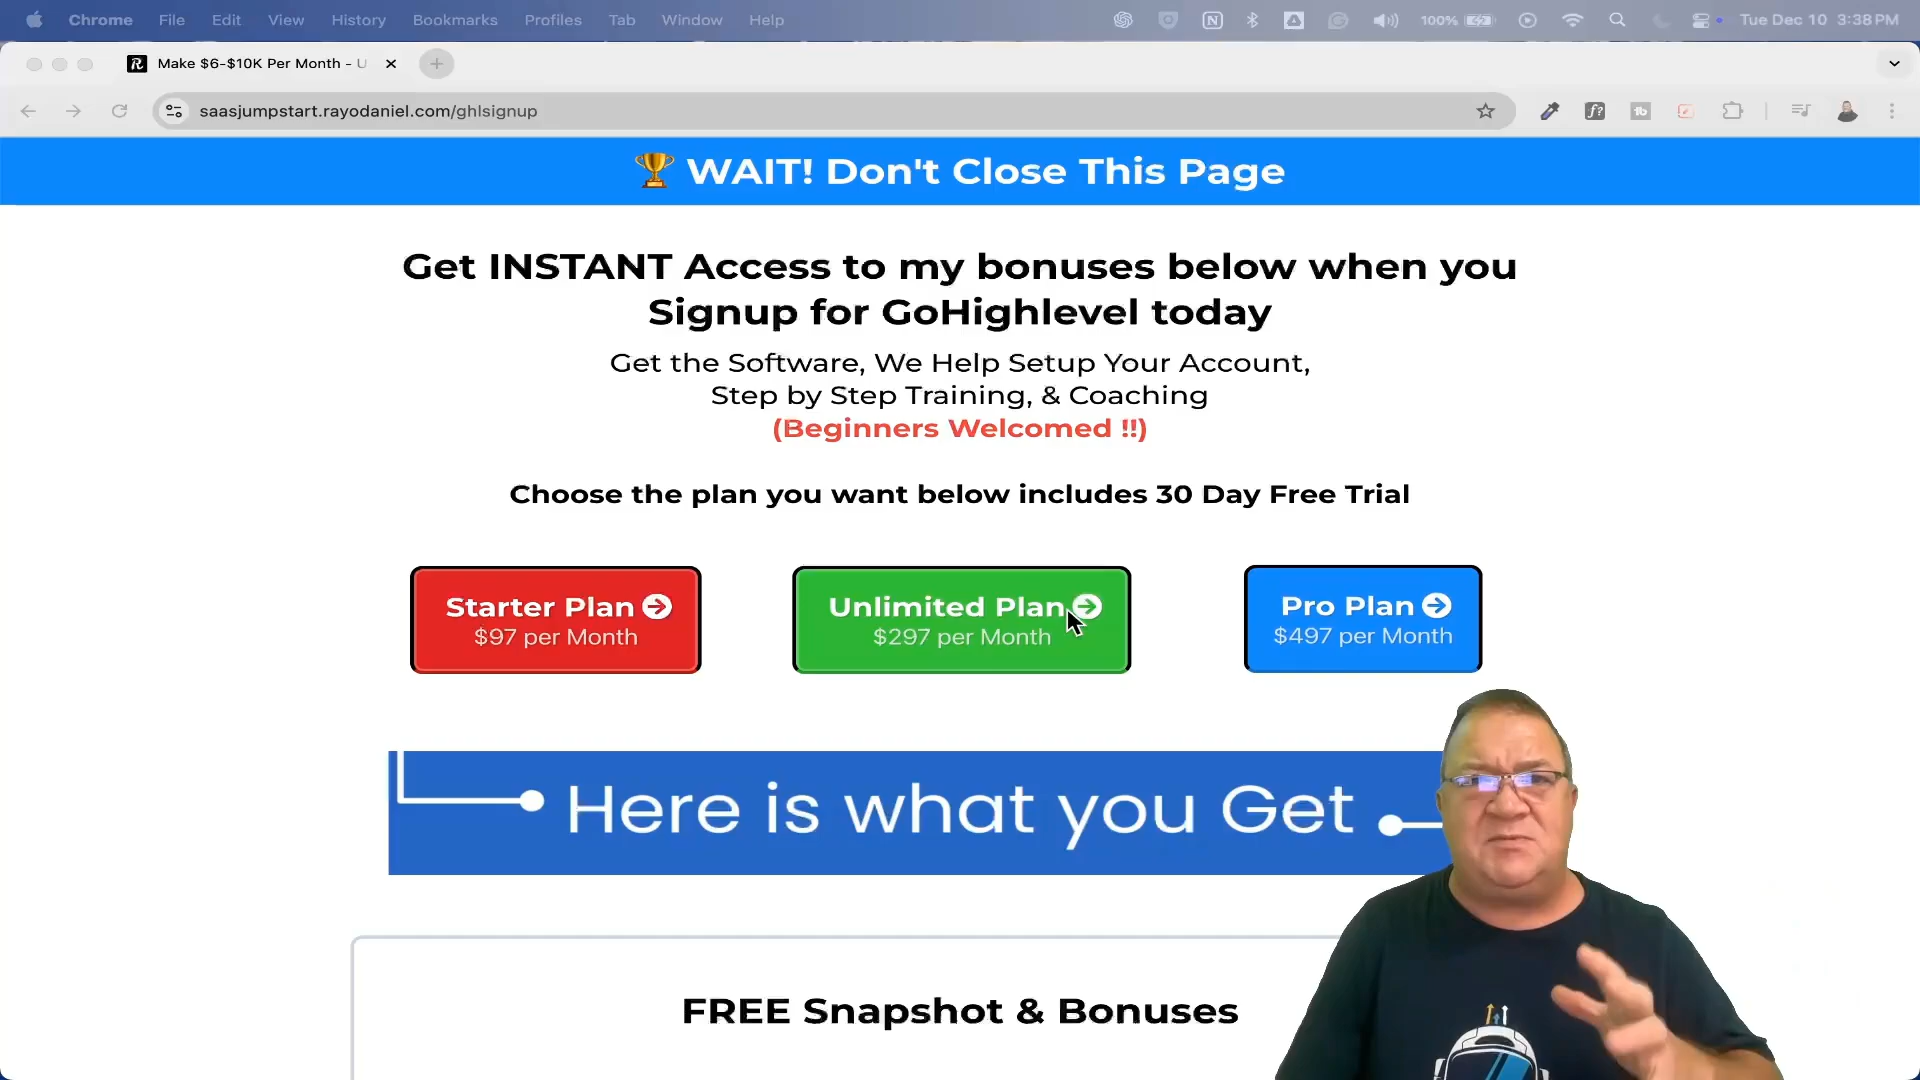 Chrome File Edit View History Bookmarks Profiles Tab Window Help 100% Tue Dec 10 3:38 PM
Make $6-$10K Per Month - U
saasjumpstart.rayodaniel.com/ghlsignup
WAIT! Don't Close This Page
Get INSTANT Access to my bonuses below when you
Signup for GoHighlevel today
Get the Software, We Help Setup Your Account,
Step by Step Training, & Coaching
(Beginners Welcomed !!)
Choose the plan you want below includes 30 Day Free Trial
Starter Plan
$97 per Month
Unlimited Plan
$297 per Month
Pro Plan
$497 per Month
Here is what you Get
FREE Snapshot & Bonuses